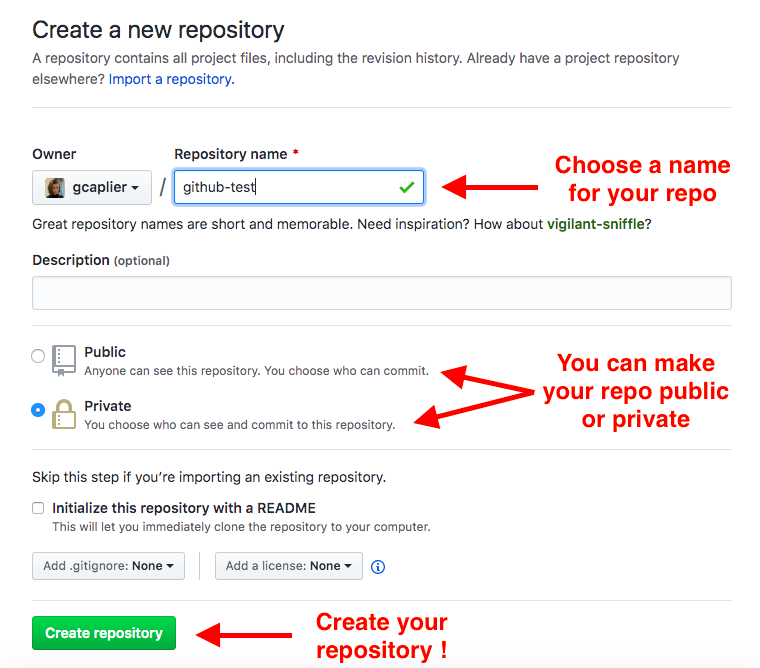 Create a new repository
A repository contains all project files, including the revision history. Already have a project repository
elsewhere? Import a repository.
Owner
Repository name *
gcaplier
/
github-test
Choose a name
for your repo
Great repository names are short and memorable. Need inspiration? How about vigilant-sniffle?
Description (optional)
Public
Anyone can see this repository. You choose who can commit.
Private
You choose who can see and commit to this repository.
You can make
your repo public
or private
Skip this step if you’re importing an existing repository.
Initialize this repository with a README
This will let you immediately clone the repository to your computer.
Add .gitignore: None
Add a license: None
Create repository
Create your
repository !